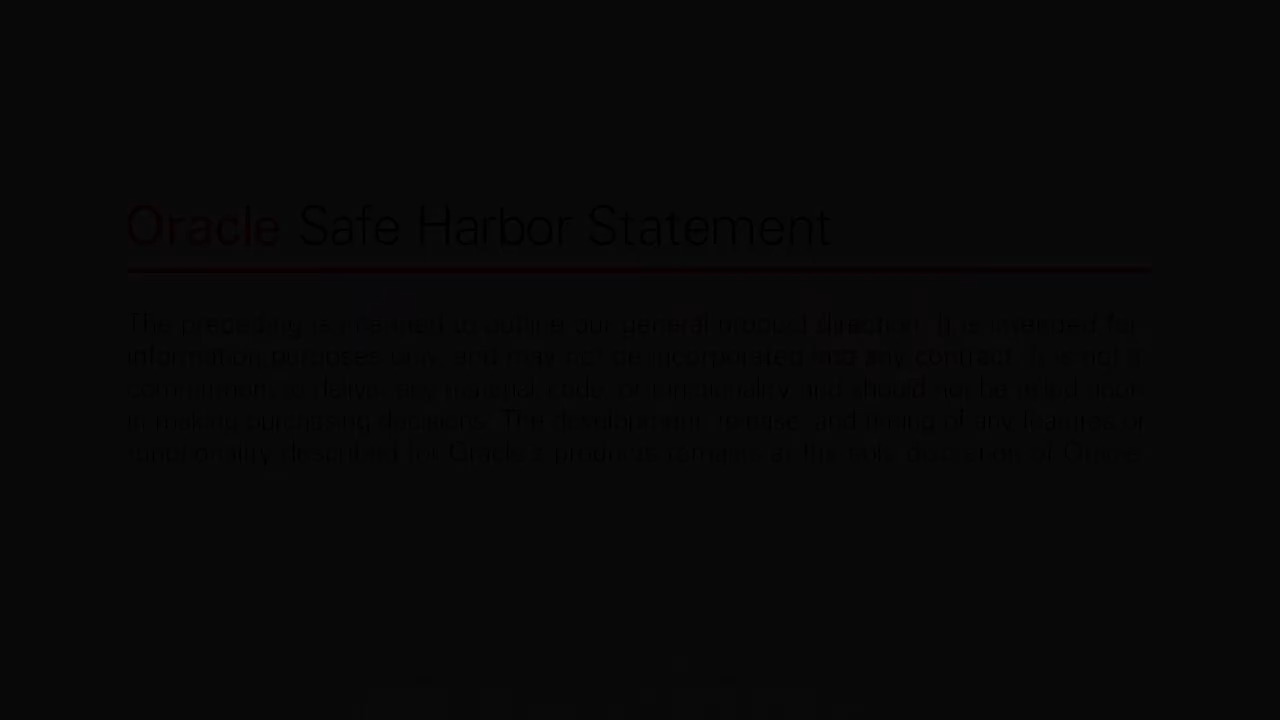 Oracle Safe Harbor Statement
The preceding is intended to outline our general product direction. It is intended for
information purposes only, and may not be incorporated into any contract. It is not a
commitment to deliver any material, code, or functionality, and should not be relied upon
in making purchasing decisions. The development, release, and timing of any features or
functionality described for Oracle's products remains at the sole discretion of Oracle.